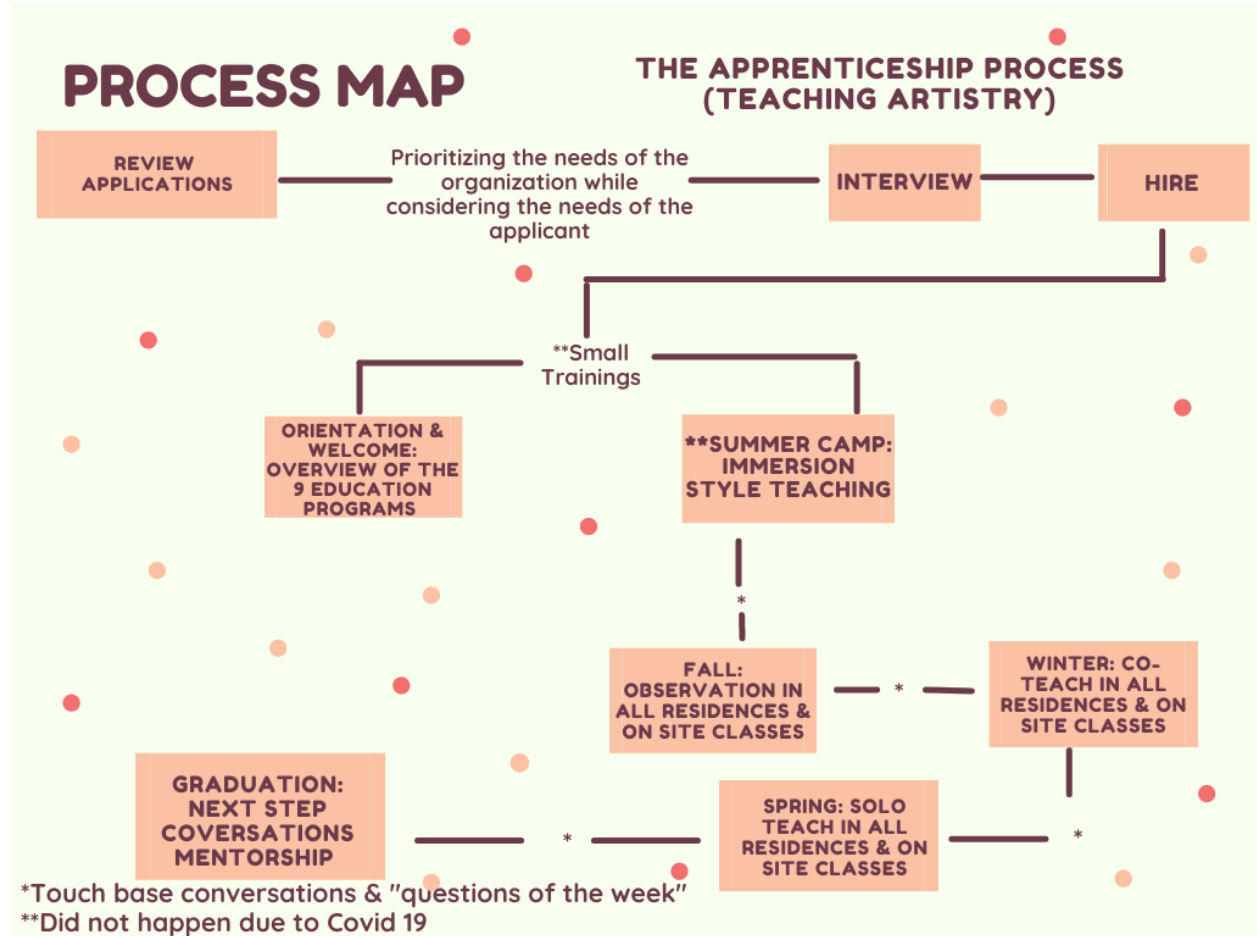 PROCESS MAP
THE APPRENTICESHIP PROCESS
(TEACHING ARTISTRY)
REVIEW
APPLICATIONS
Prioritizing the needs of the
organization while
considering the needs of the
applicant
INTERVIEW
HIRE
**Small
Trainings
ORIENTATION &
WELCOME:
OVERVIEW OF THE
9 EDUCATION
PROGRAMS
**SUMMER CAMP:
IMMERSION
STYLE TEACHING
*
FALL:
OBSERVATION IN
ALL RESIDENCES &
ON SITE CLASSES
*
WINTER: CO-
TEACH IN ALL
RESIDENCES & ON
SITE CLASSES
*
SPRING: SOLO
TEACH IN ALL
RESIDENCES & ON
SITE CLASSES
*
GRADUATION:
NEXT STEP
COVERSATIONS
MENTORSHIP
*Touch base conversations & "questions of the week"
**Did not happen due to Covid 19